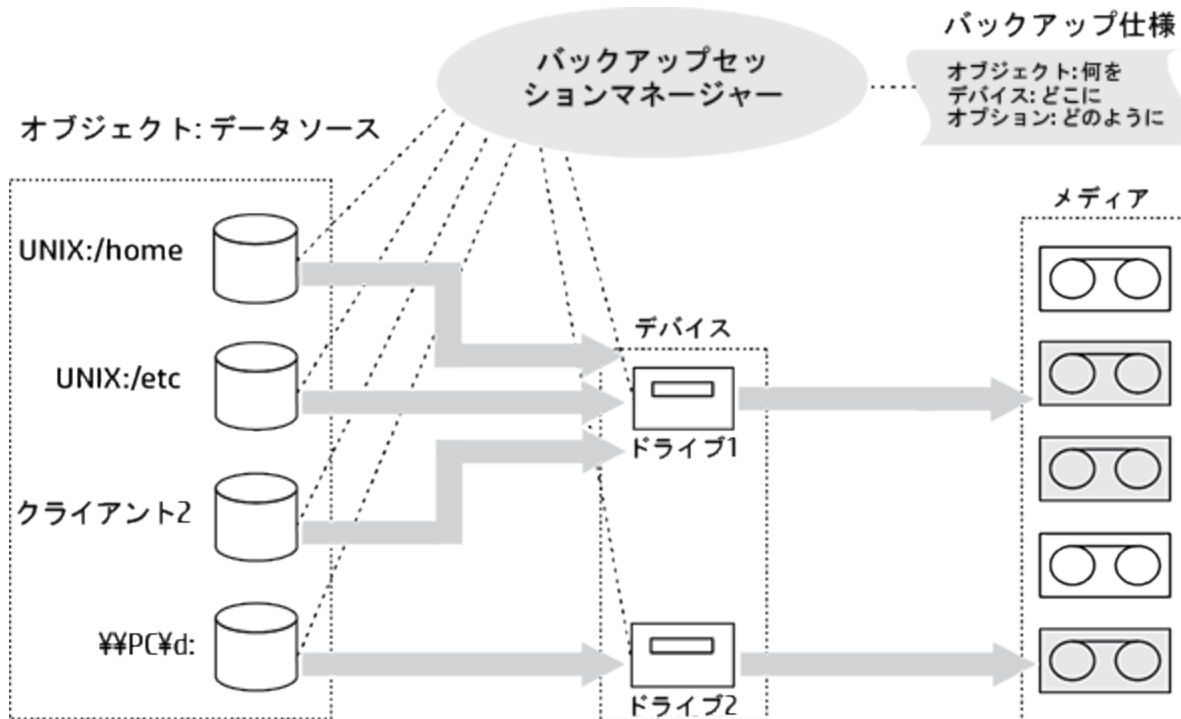 バックアップ仕様
バックアップセッ
ションマネージャー
オブジェクト: 何を
デバイス: どこに
オプション: どのように
オブジェクト: データソース
メディア
UNIX:/home
デバイス
UNIX:/etc
ドライブ1
クライアント2
¥¥PC¥d:
ドライブ2